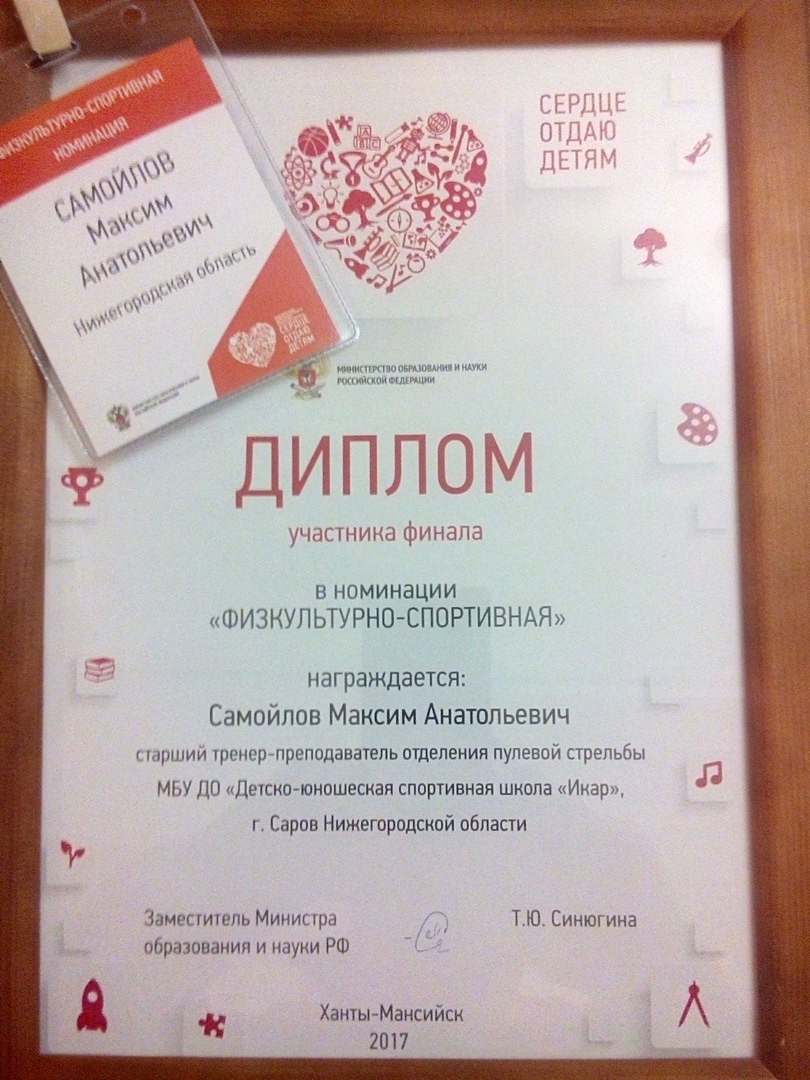 ФИЗКУЛЬТУРНО-СПОРТИВНАЯ
НОМИНАЦИЯ
САМОЙЛОВ
Максим
Анатольевич
Нижегородская область
СЕРДЦЕ
ОТДАЮ
ДЕТЯМ
СЕРДЦЕ
ОТДАЮ
ДЕТЯМ
ABC
МИНИСТЕРСТВО ОБРАЗОВАНИЯ И НАУКИ
РОССИЙСКОЙ ФЕДЕРАЦИИ
ДИПЛОМ
участника финала
в номинации
«ФИЗКУЛЬТУРНО-СПОРТИВНАЯ»
награждается:
Самойлов Максим Анатольевич
старший тренер-преподаватель отделения пулевой стрельбы
МБУ ДО «Детско-юношеская спортивная школа «Икар»,
г. Саров Нижегородской области
Заместитель Министра
образования и науки РФ
Т.Ю. Синюгина
Ханты-Мансийск
2017